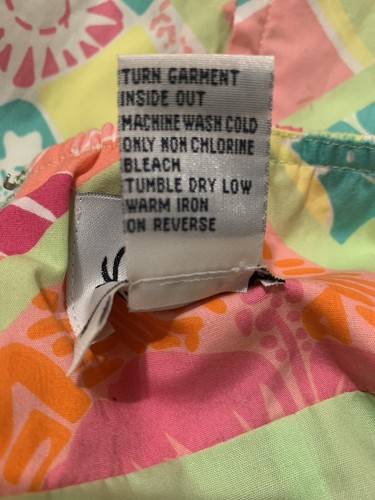 TURN GARMENT
INSIDE OUT
MACHINE WASH COLD
ONLY NON CHLORINE
BLEACH
TUMBLE DRY LOW
WARM IRON
ON REVERSE